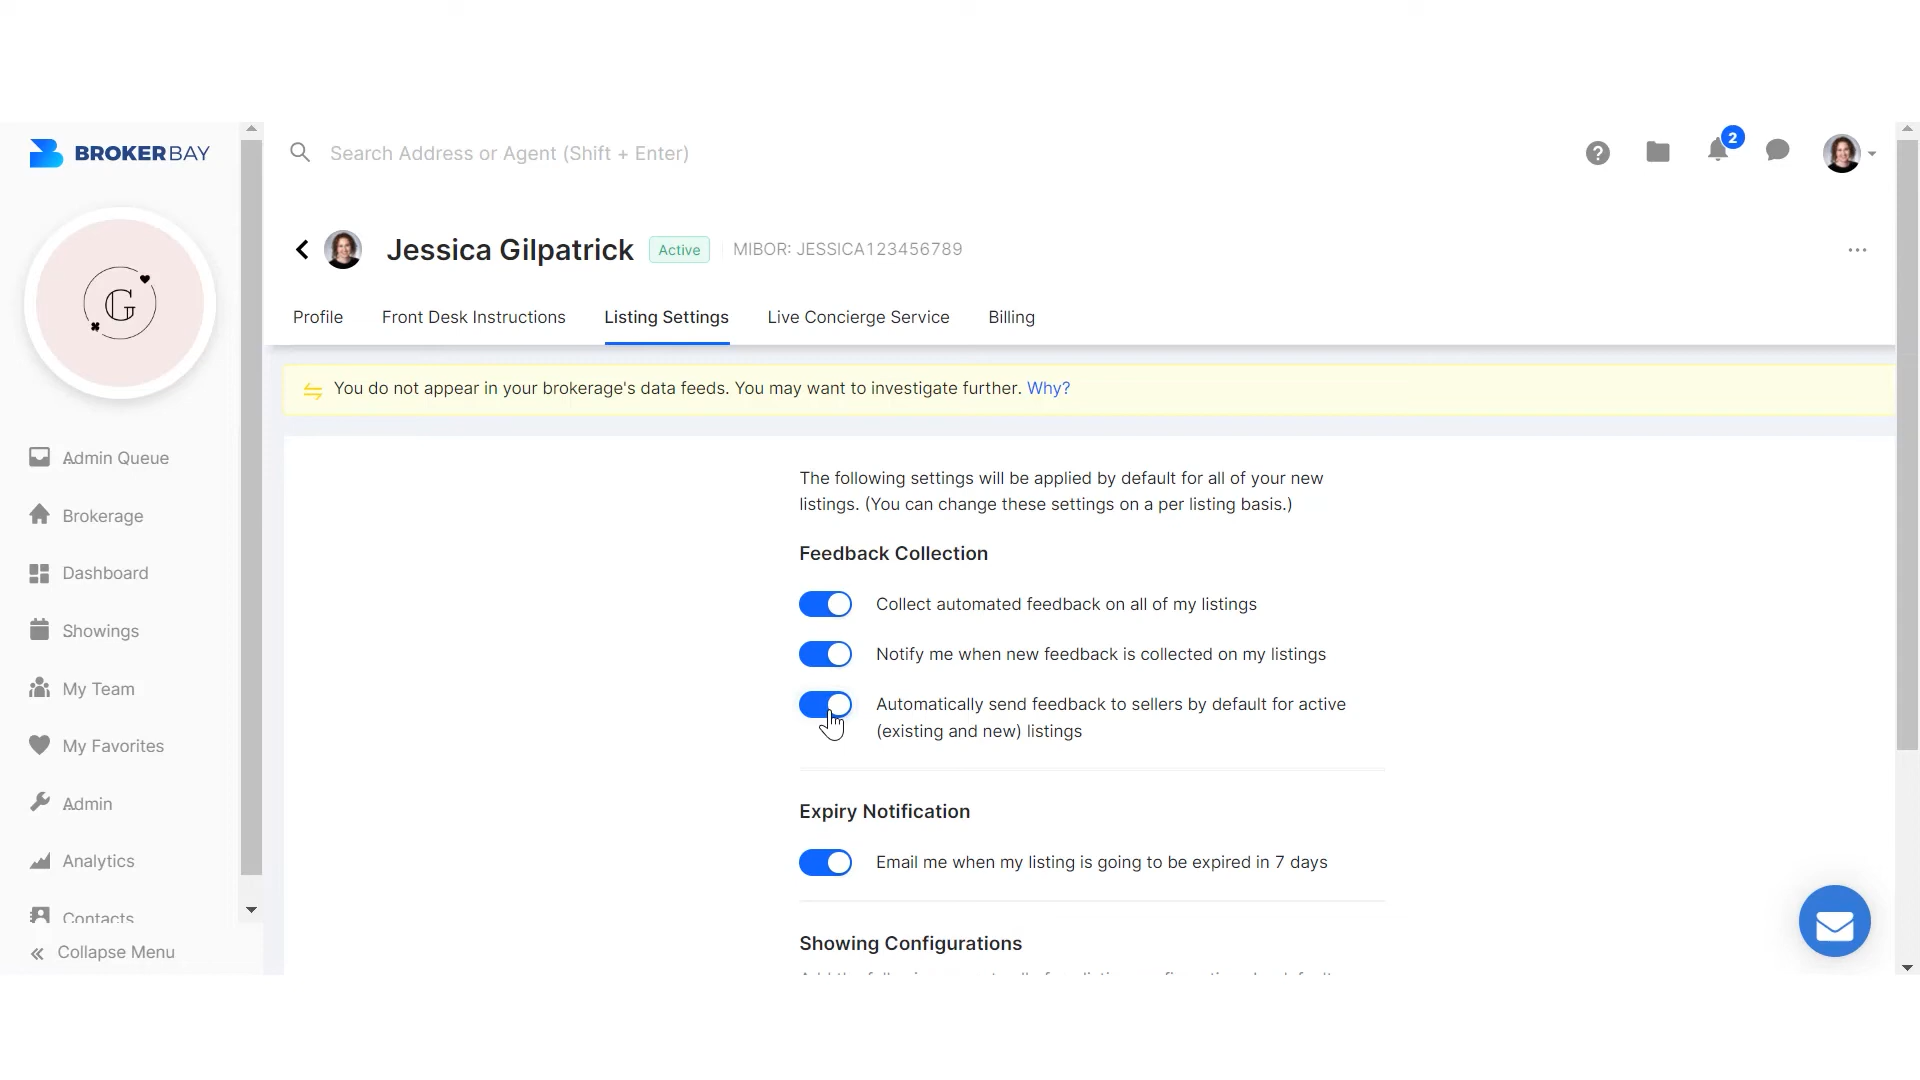 BROKERBAY
Search Address or Agent (Shift + Enter)
2
G
Jessica Gilpatrick
Active
MIBOR: JESSICA123456789
Profile
Front Desk Instructions
Listing Settings
Live Concierge Service
Billing
You do not appear in your brokerage's data feeds. You may want to investigate further. Why?
Admin Queue
Brokerage
Dashboard
Showings
My Team
My Favorites
Admin
Analytics
Contacts
Collapse Menu
The following settings will be applied by default for all of your new
listings. (You can change these settings on a per listing basis.)
Feedback Collection
Collect automated feedback on all of my listings
Notify me when new feedback is collected on my listings
Automatically send feedback to sellers by default for active
(existing and new) listings
Expiry Notification
Email me when my listing is going to be expired in 7 days
Showing Configurations